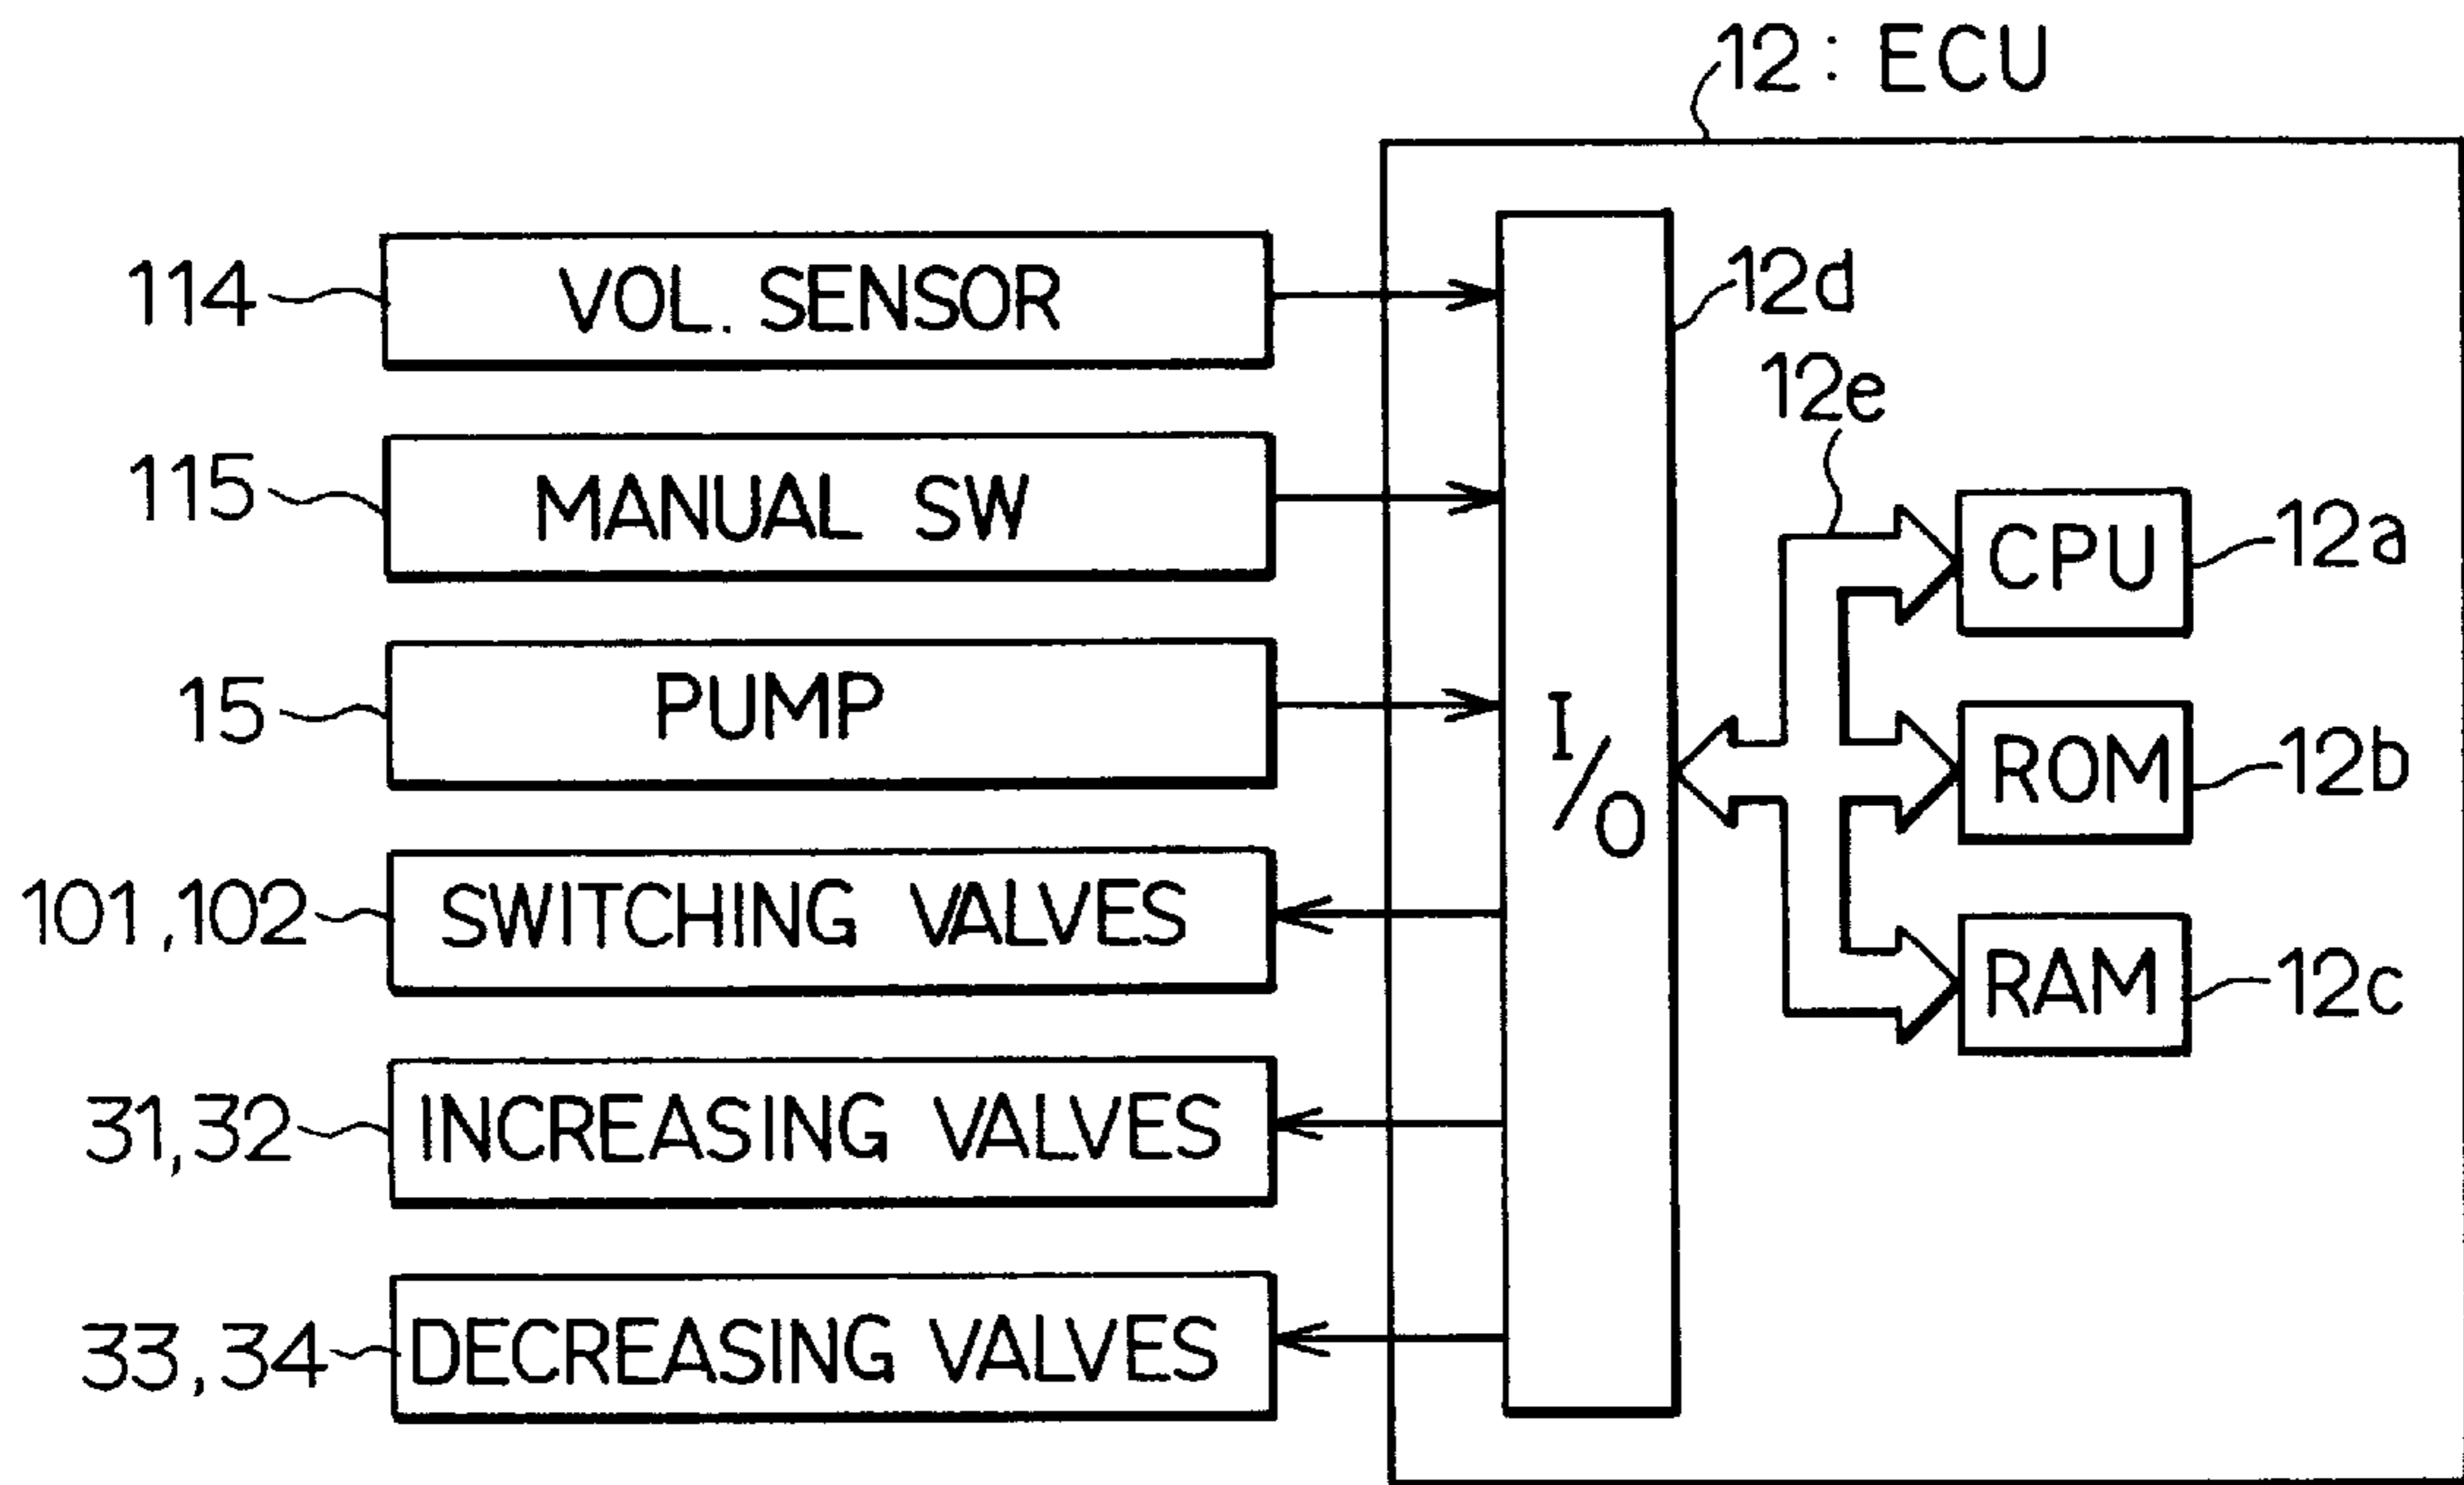 12: ECU
114 VOL. SENSOR
12d
12e
115 MANUAL SW
CPU 12a
15 PUMP
I/O
ROM 12b
101,102 SWITCHING VALVES
RAM 12c
31,32 INCREASING VALVES
33,34 DECREASING VALVES